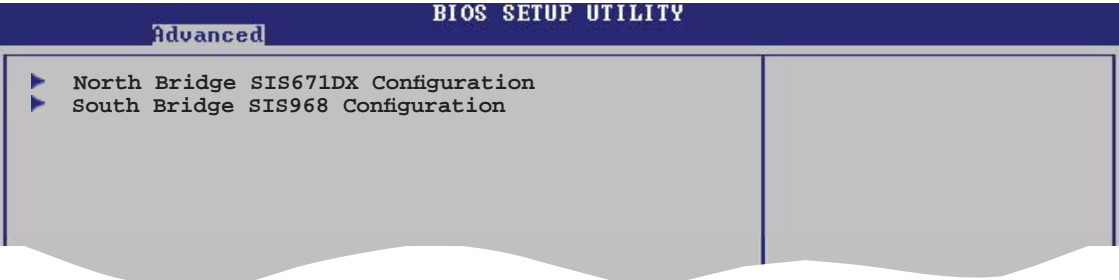 BIOS SETUP UTILITY
Advanced
North Bridge SIS671DX Configuration
South Bridge SIS968 Configuration